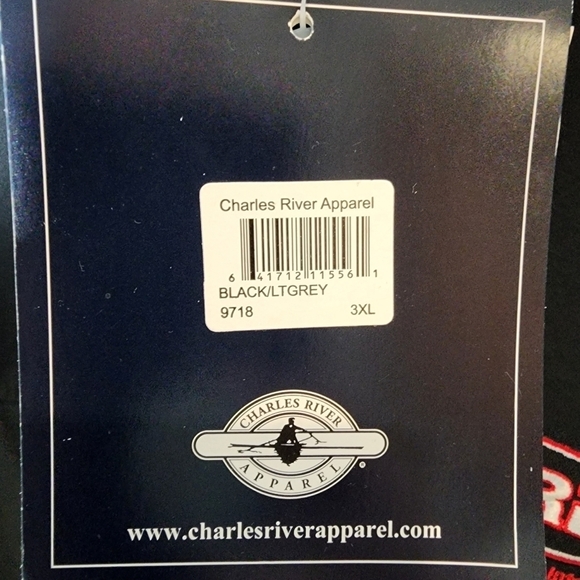 Charles River Apparel
6 41712 11556 1
BLACK/LTGREY
9718 3XL
CHARLES RIVER
APPAREL
www.charlesriverapparel.com